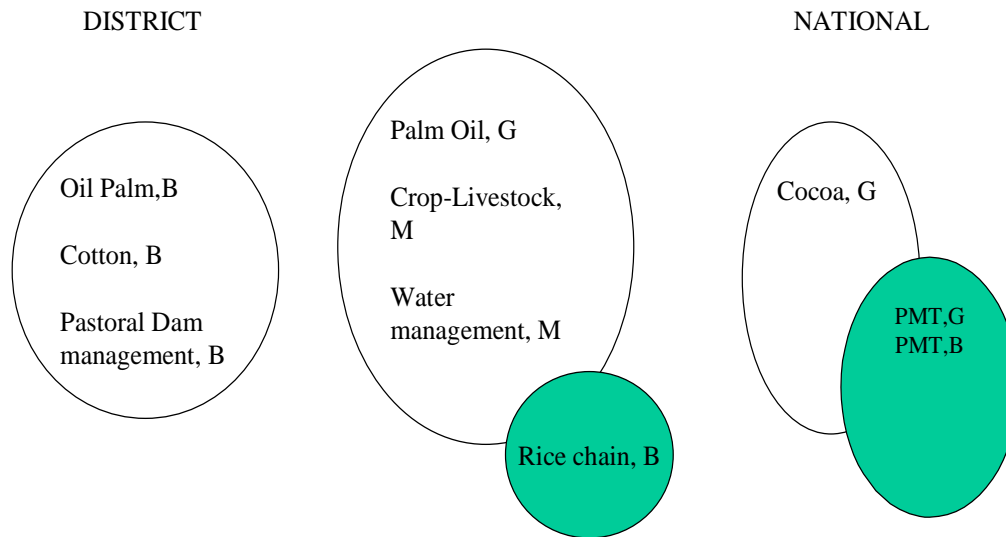 DISTRICT
NATIONAL
Oil Palm,B
Cotton, B
Pastoral Dam
management, B
Palm Oil, G
Crop-Livestock,
M
Water
management, M
Rice chain, B
Cocoa, G
PMT,G
PMT,B